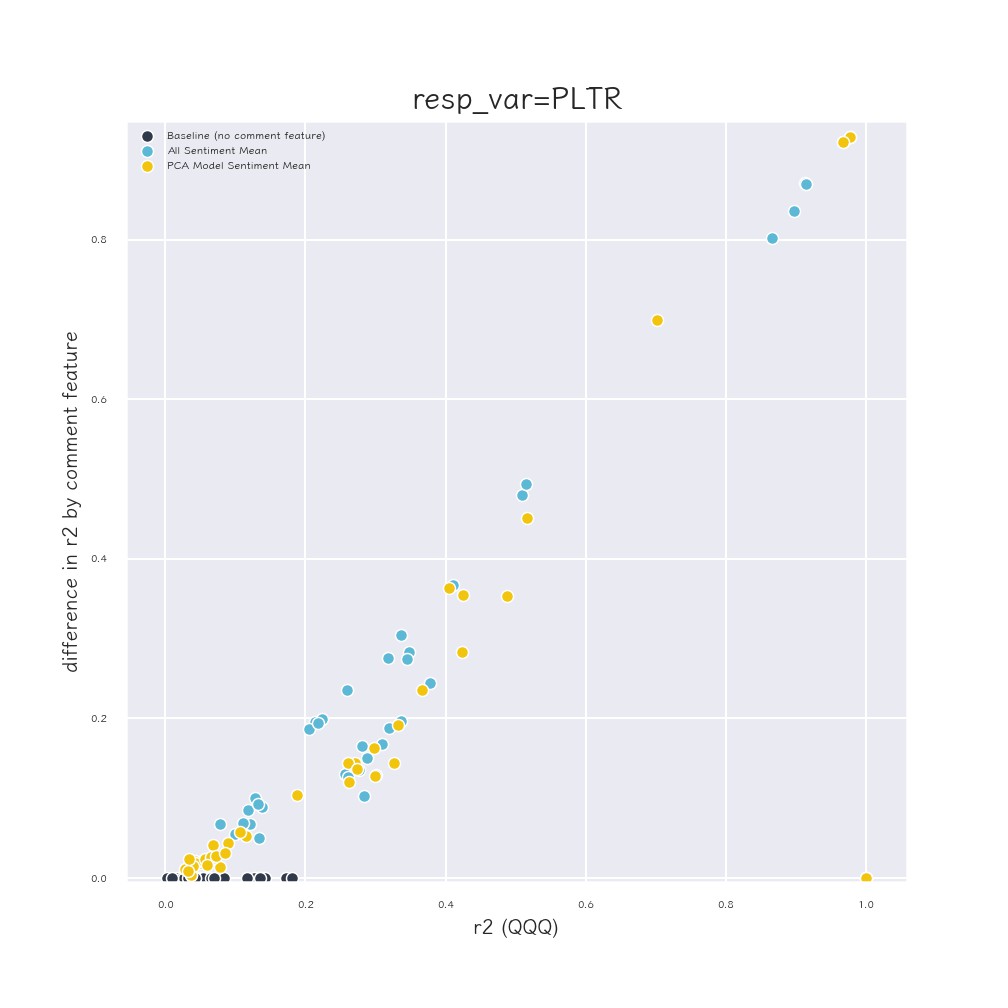 resp_var=PLTR
Baseline (no comment feature)
All Sentiment Mean
PCA Model Sentiment Mean
difference in r2 by comment feature
0.8
0.6
0.4
0.2
0.0
0.0 0.2 0.4 0.6 0.8 1.0
r2 (QQQ)